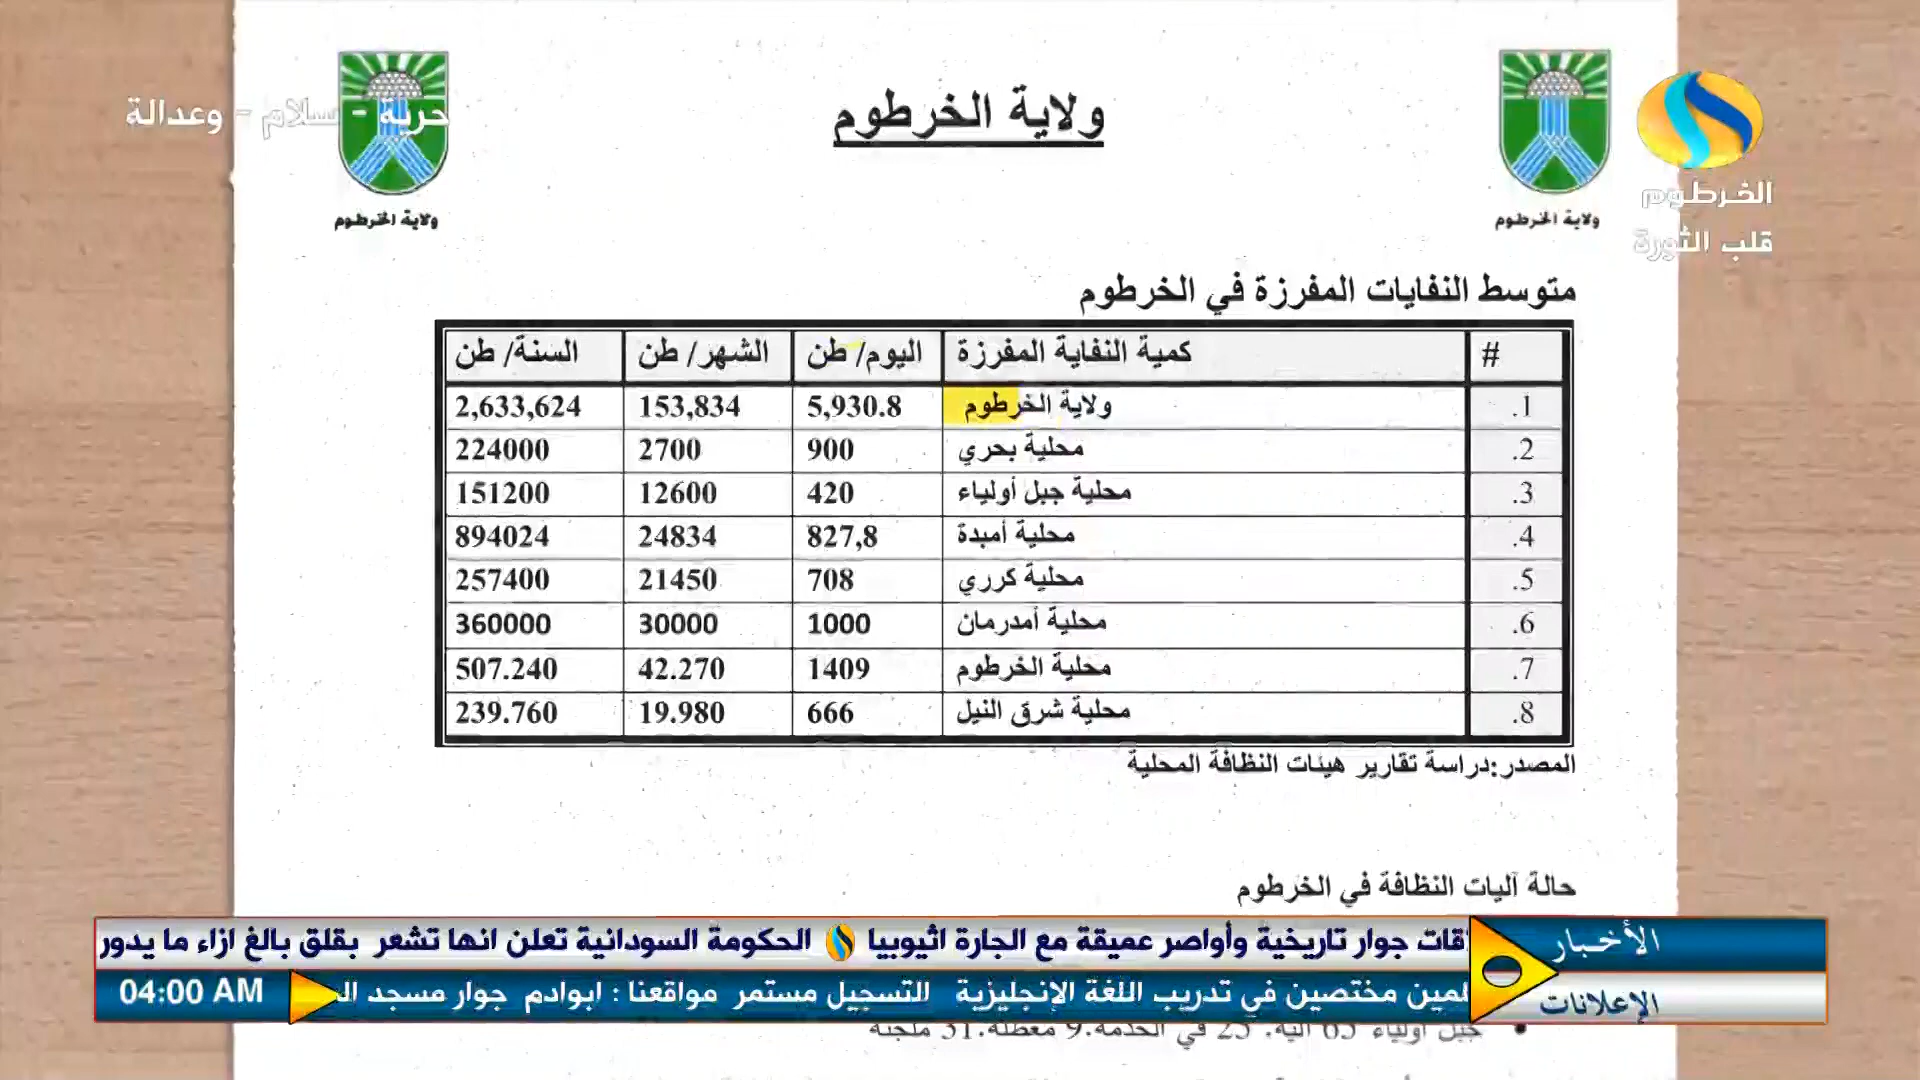 حرية - سلام - وعدالة
ولاية الخرطوم
ولاية الخرطوم
ولاية الخرطوم
الخرطوم
قلب الثورة
متوسط النفايات المفرزة في الخرطوم
# كمية النفاية المفرزة اليوم/ طن الشهر/ طن السنة/ طن
1. ولاية الخرطوم 5,930.8 153,834 2,633,624
2. محلية بحري 900 2700 224000
3. محلية جبل أولياء 420 12600 151200
4. محلية أمبدة 827,8 24834 894024
5. محلية كرري 708 21450 257400
6. محلية أمدرمان 1000 30000 360000
7. محلية الخرطوم 1409 42.270 507.240
8. محلية شرق النيل 666 19.980 239.760
المصدر:دراسة تقارير هيئات النظافة المحلية
حالة آليات النظافة في الخرطوم
الأخبار
جوار تاريخية وأواصر عميقة مع الجارة اثيوبيا الحكومة السودانية تعلن انها تشعر بقلق بالغ ازاء ما يدور
الإعلانات
مختصين في تدريب اللغة الإنجليزية للتسجيل مستمر مواقعنا : ابوادم جوار مسجد
04:00 AM